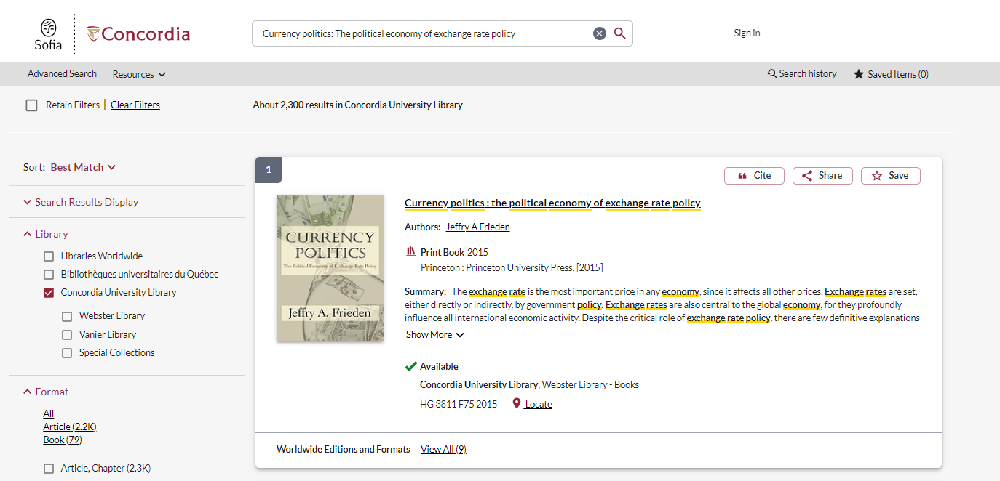 Sofia
Concordia
Currency politics: The political economy of exchange rate policy
Sign in
Advanced Search
Resources
Search history
Saved Items (0)
Retain Filters
Clear Filters
About 2,300 results in Concordia University Library
Sort: Best Match
Search Results Display
Library
Libraries Worldwide
Bibliothèques universitaires du Québec
Concordia University Library
Webster Library
Vanier Library
Special Collections
Format
All
Article (2.2K)
Book (79)
Article, Chapter (2.3K)
1
Cite
Share
Save
CURRENCY
POLITICS
The Political Economy of Exchange Rate Policy
Jeffry A. Frieden
Currency politics : the political economy of exchange rate policy
Authors: Jeffry A Frieden
Print Book 2015
Princeton : Princeton University Press, [2015]
Summary: The exchange rate is the most important price in any economy, since it affects all other prices. Exchange rates are set,
either directly or indirectly, by government policy. Exchange rates are also central to the global economy, for they profoundly
influence all international economic activity. Despite the critical role of exchange rate policy, there are few definitive explanations
Show More
Available
Concordia University Library, Webster Library - Books
HG 3811 F75 2015
Locate
Worldwide Editions and Formats
View All (9)